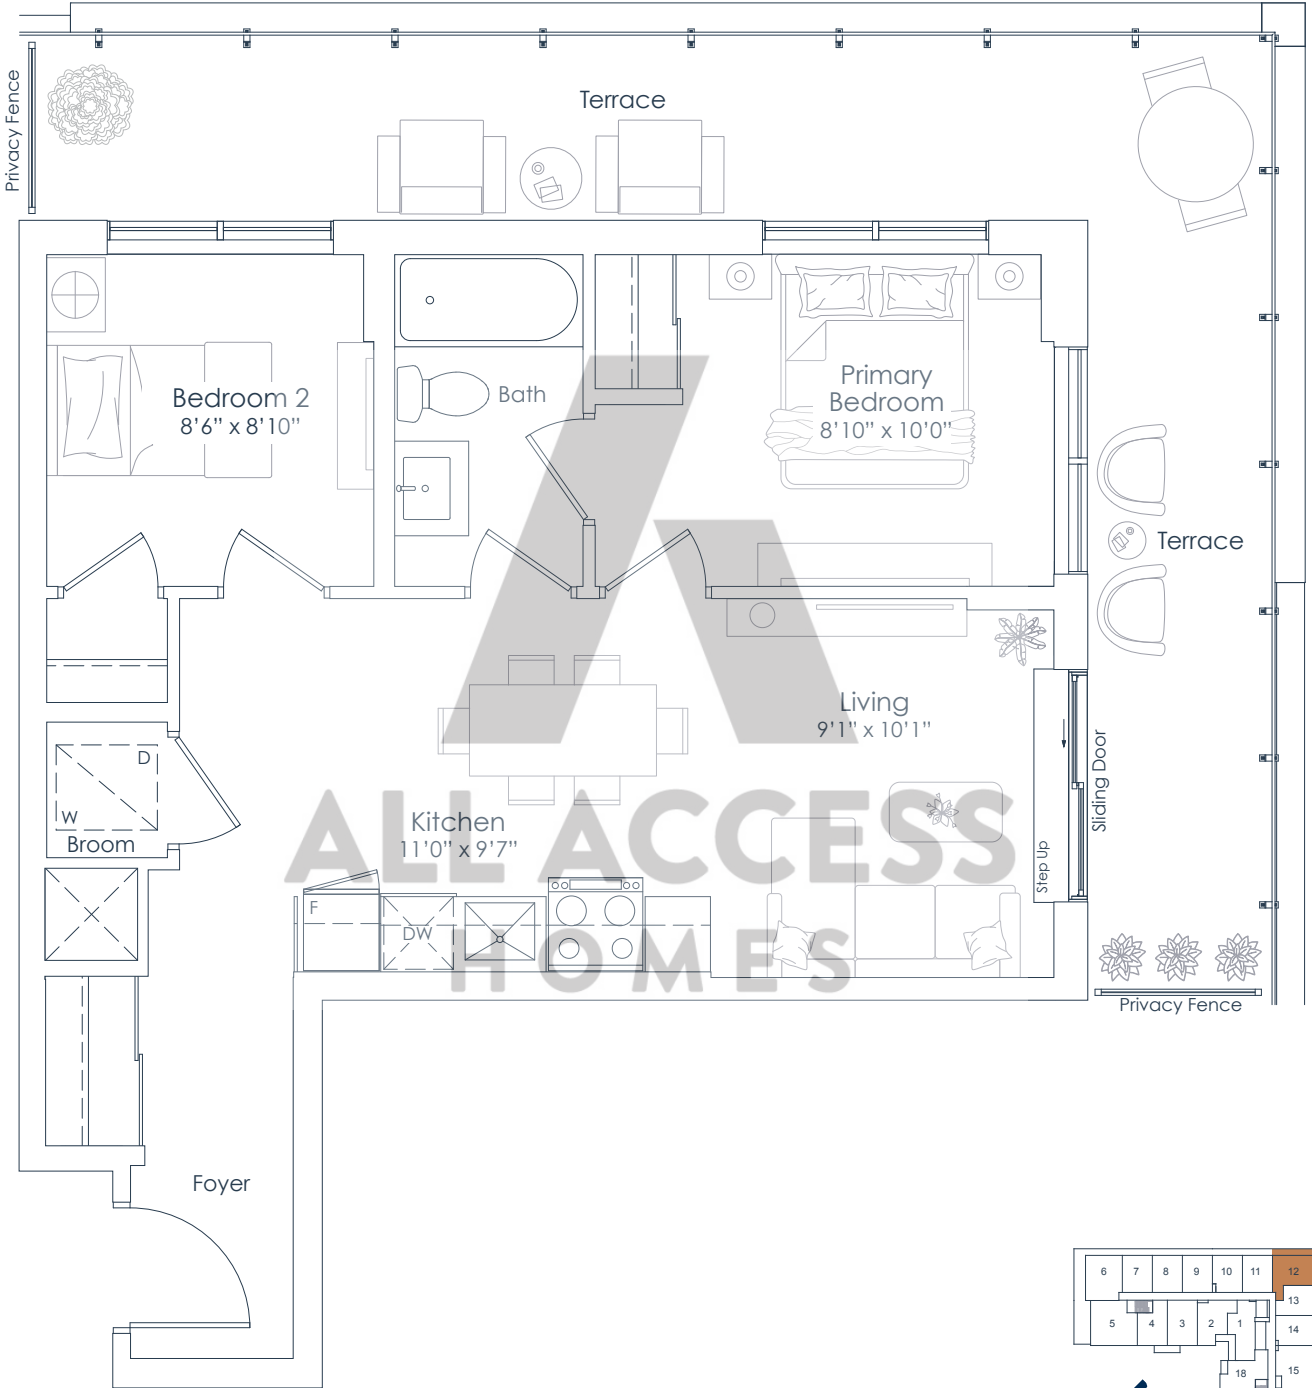 Terrace
Privacy Fence
Bedroom 2
8'6" x 8'10"
Bath
Primary
Bedroom
8'10" x 10'0"
Terrace
Living
9'1" x 10'1"
D
W
Broom
Kitchen
11'0" x 9'7"
Sliding Door
Step Up
ALL ACCESS
HOMES
F
DW
Privacy Fence
Foyer
6 7 8 9 10 11 12
13
5 4 3 2 1 14
18 15